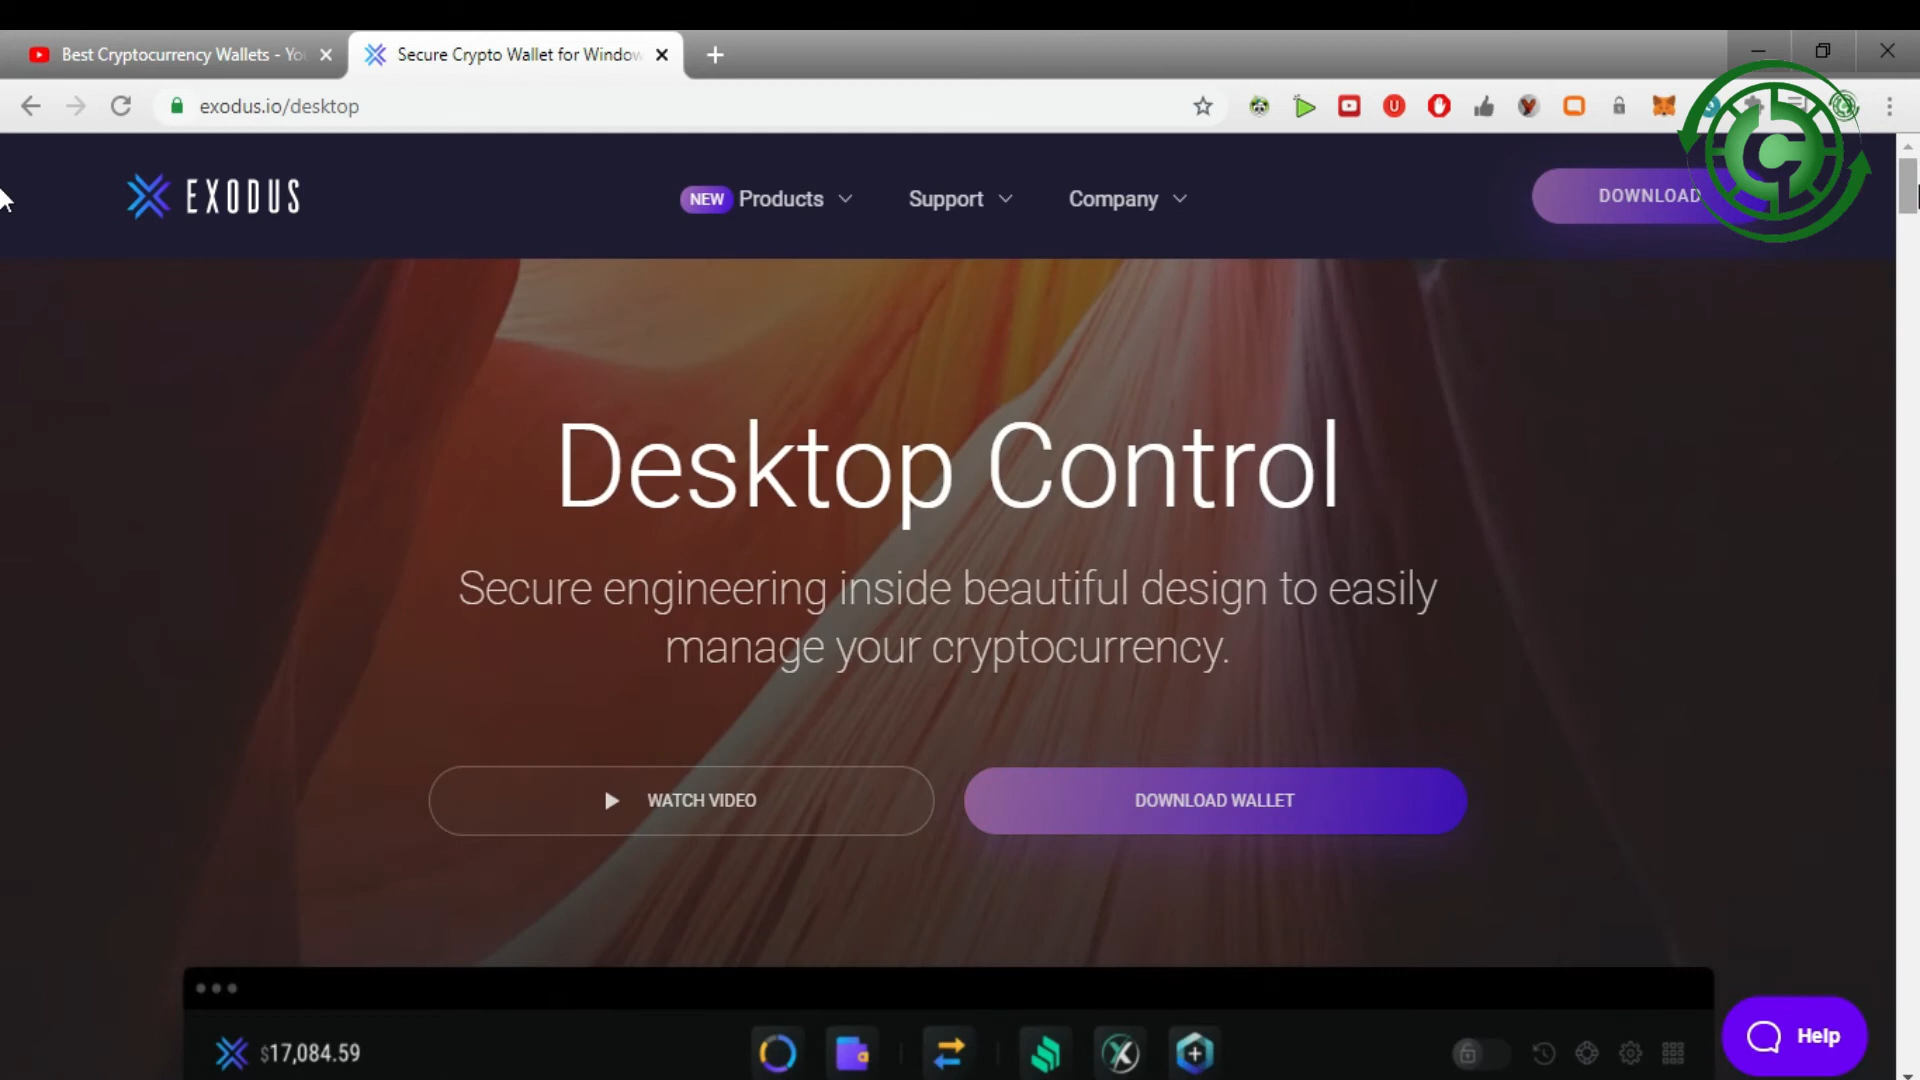 Best Cryptocurrency Wallets - Yo
Secure Crypto Wallet for Window
exodus.io/desktop
EXODUS
NEW Products
Support
Company
DOWNLOAD
Desktop Control
Secure engineering inside beautiful design to easily
manage your cryptocurrency.
WATCH VIDEO
DOWNLOAD WALLET
$17,084.59
Help